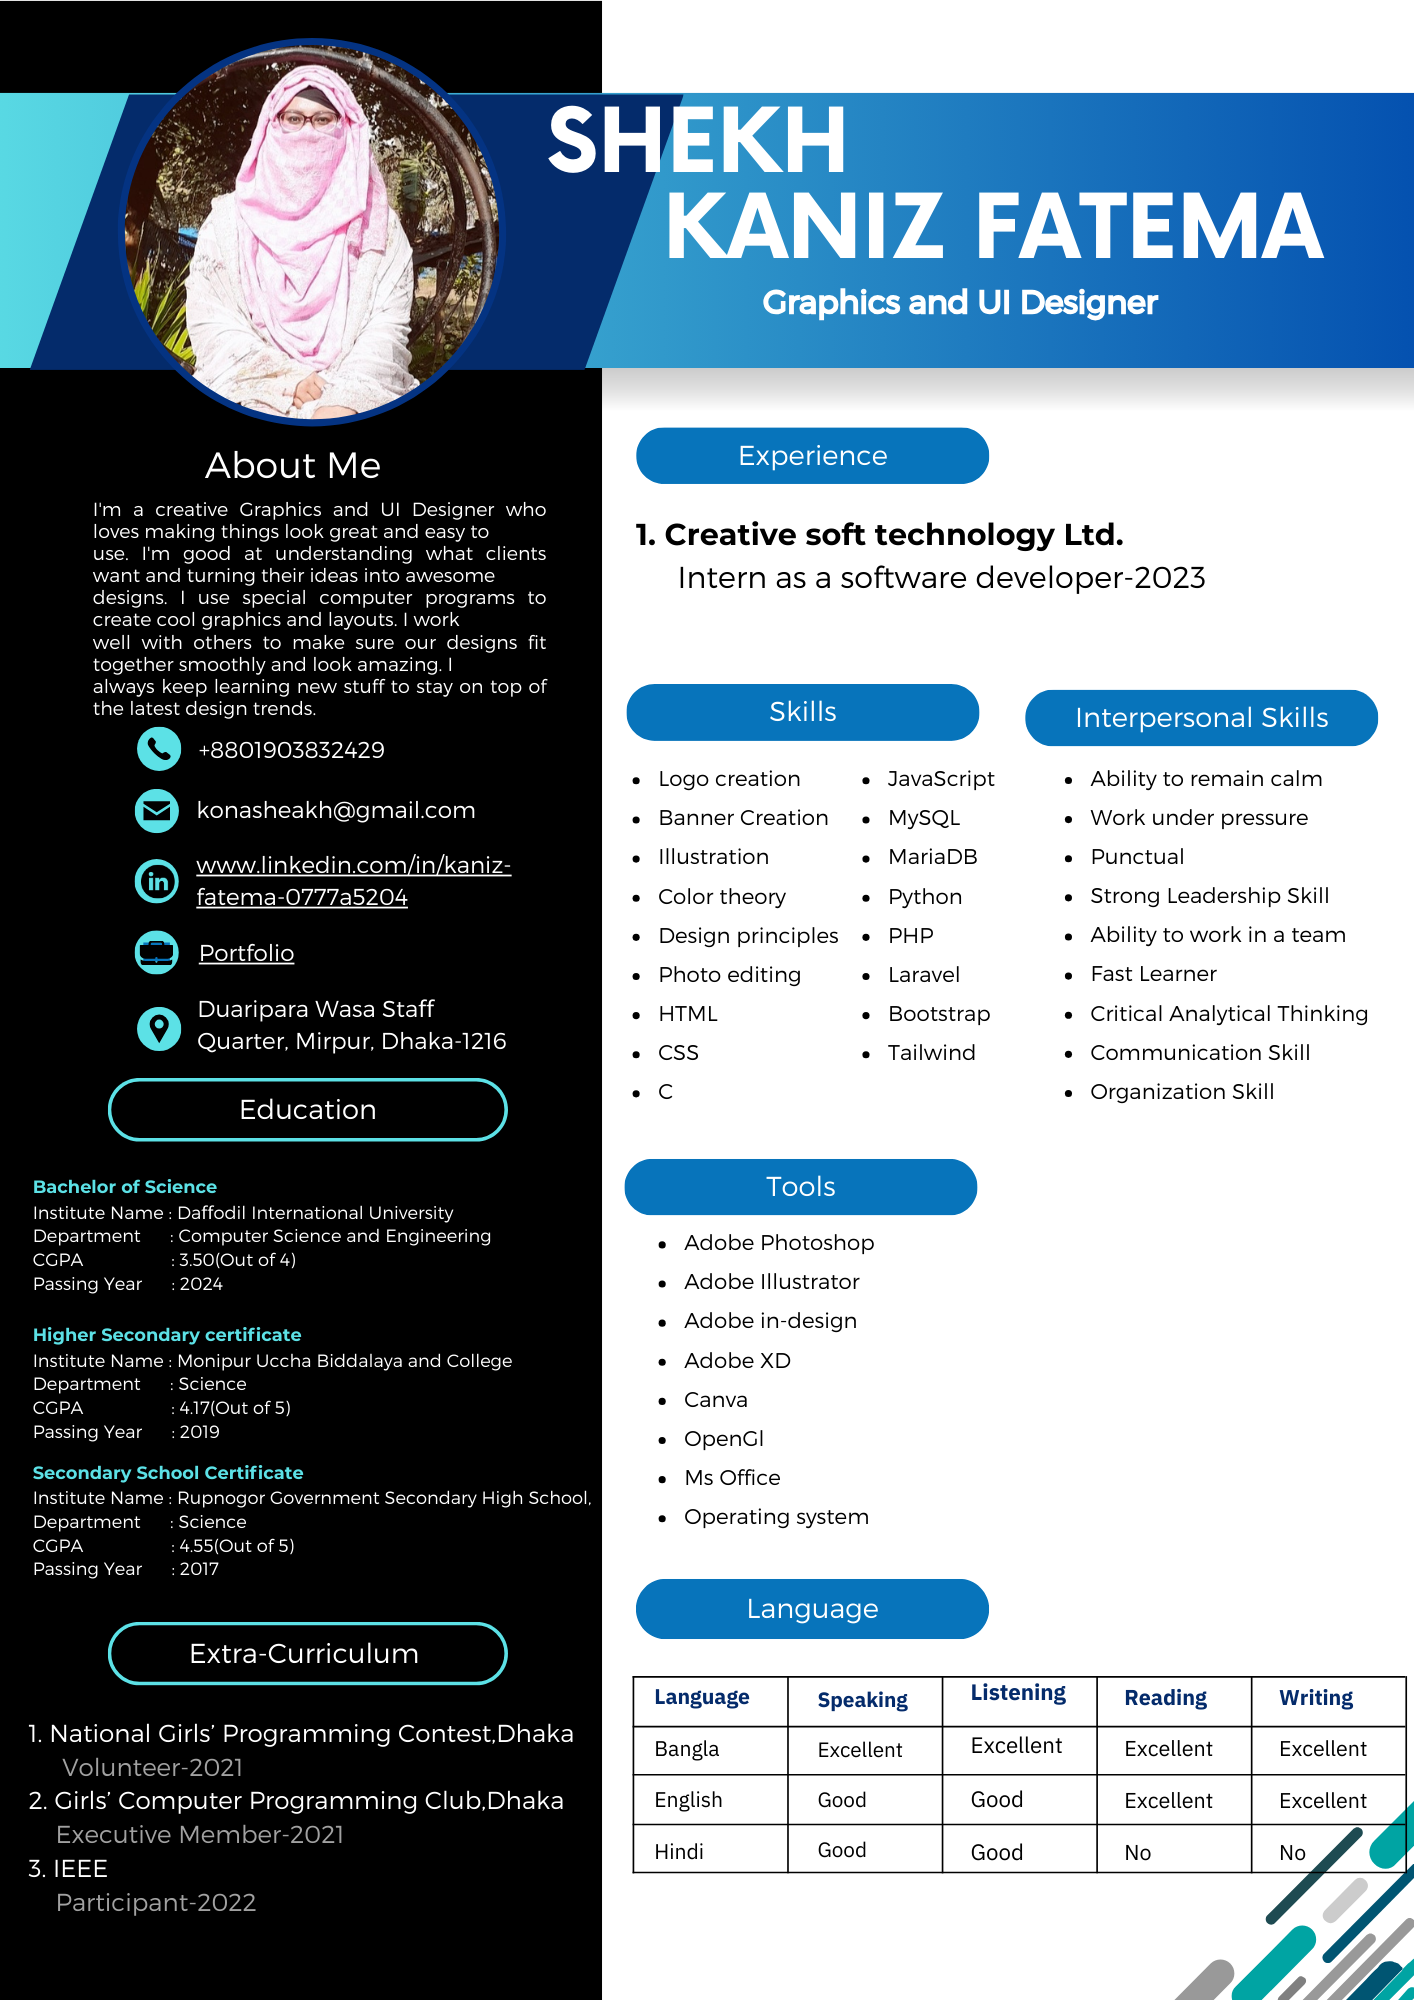 SHEKH
KANIZ FATEMA
Graphics and UI Designer
About Me
I'm a creative Graphics and UI Designer who
loves making things look great and easy to
use. I'm good at understanding what clients
want and turning their ideas into awesome
designs. I use special computer programs to
create cool graphics and layouts. I work
well with others to make sure our designs fit
together smoothly and look amazing. I
always keep learning new stuff to stay on top of
the latest design trends.
+8801903832429
konasheakh@gmail.com
www.linkedin.com/in/kaniz-
fatema-0777a5204
Portfolio
Duaripara Wasa Staff
Quarter, Mirpur, Dhaka-1216
Education
Bachelor of Science
Institute Name : Daffodil International University
Department : Computer Science and Engineering
CGPA : 3.50(Out of 4)
Passing Year : 2024
Higher Secondary certificate
Institute Name : Monipur Uccha Biddalaya and College
Department : Science
CGPA : 4.17(Out of 5)
Passing Year : 2019
Secondary School Certificate
Institute Name : Rupnogor Government Secondary High School,
Department : Science
CGPA : 4.55(Out of 5)
Passing Year : 2017
Extra-Curriculum
1. National Girls’ Programming Contest,Dhaka
Volunteer-2021
2. Girls’ Computer Programming Club,Dhaka
Executive Member-2021
3. IEEE
Participant-2022
Experience
1. Creative soft technology Ltd.
Intern as a software developer-2023
Skills
• Logo creation
• Banner Creation
• Illustration
• Color theory
• Design principles
• Photo editing
• HTML
• CSS
• C
• JavaScript
• MySQL
• MariaDB
• Python
• PHP
• Laravel
• Bootstrap
• Tailwind
Interpersonal Skills
• Ability to remain calm
• Work under pressure
• Punctual
• Strong Leadership Skill
• Ability to work in a team
• Fast Learner
• Critical Analytical Thinking
• Communication Skill
• Organization Skill
Tools
• Adobe Photoshop
• Adobe Illustrator
• Adobe in-design
• Adobe XD
• Canva
• OpenGl
• Ms Office
• Operating system
Language
Language Speaking Listening Reading Writing
Bangla Excellent Excellent Excellent Excellent
English Good Good Excellent Excellent
Hindi Good Good No No